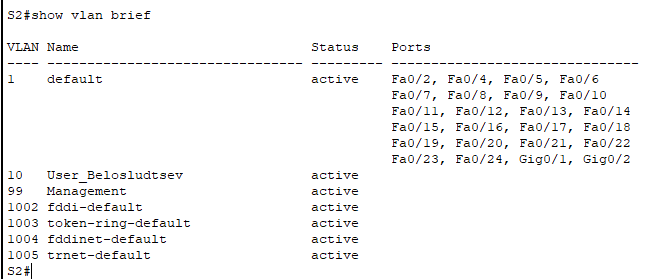 S2#show vlan brief
VLAN Name                             Status    Ports
---- -------------------------------- --------- -------------------------------
1    default                          active    Fa0/2, Fa0/4, Fa0/5, Fa0/6
                                                Fa0/7, Fa0/8, Fa0/9, Fa0/10
                                                Fa0/11, Fa0/12, Fa0/13, Fa0/14
                                                Fa0/15, Fa0/16, Fa0/17, Fa0/18
                                                Fa0/19, Fa0/20, Fa0/21, Fa0/22
                                                Fa0/23, Fa0/24, Gig0/1, Gig0/2
10   User_Belosludtsev                active
99   Management                       active
1002 fddi-default                     active
1003 token-ring-default               active
1004 fddinet-default                  active
1005 trnet-default                    active
S2#